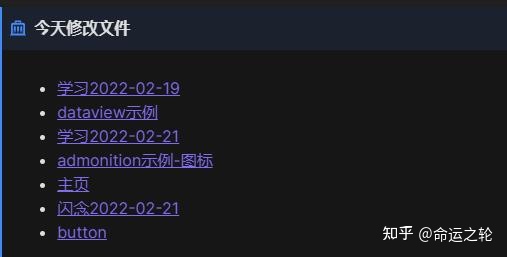 今天修改文件
学习2022-02-19
dataview示例
学习2022-02-21
admonition示例-图标
主页
闪念2022-02-21
button
知乎 @命运之轮